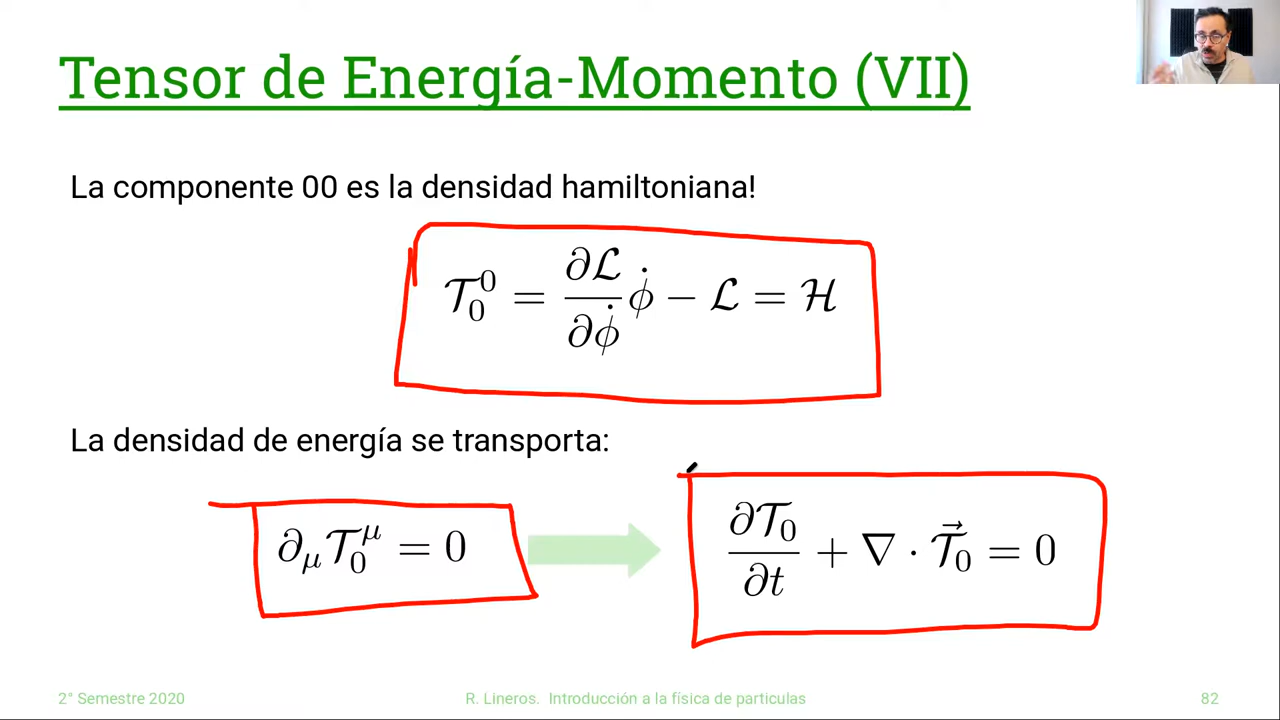 Tensor de Energía-Momento (VII)
La componente 00 es la densidad hamiltoniana!
$\mathcal{T}_0^0 = \frac{\partial \mathcal{L}}{\partial \dot{\phi}} \dot{\phi} - \mathcal{L} = \mathcal{H}$
La densidad de energía se transporta:
$\partial_\mu \mathcal{T}_0^\mu = 0$
$\frac{\partial \mathcal{T}_0}{\partial t} + \nabla \cdot \vec{\mathcal{T}}_0 = 0$
2° Semestre 2020
R. Lineros. Introducción a la física de particulas
82